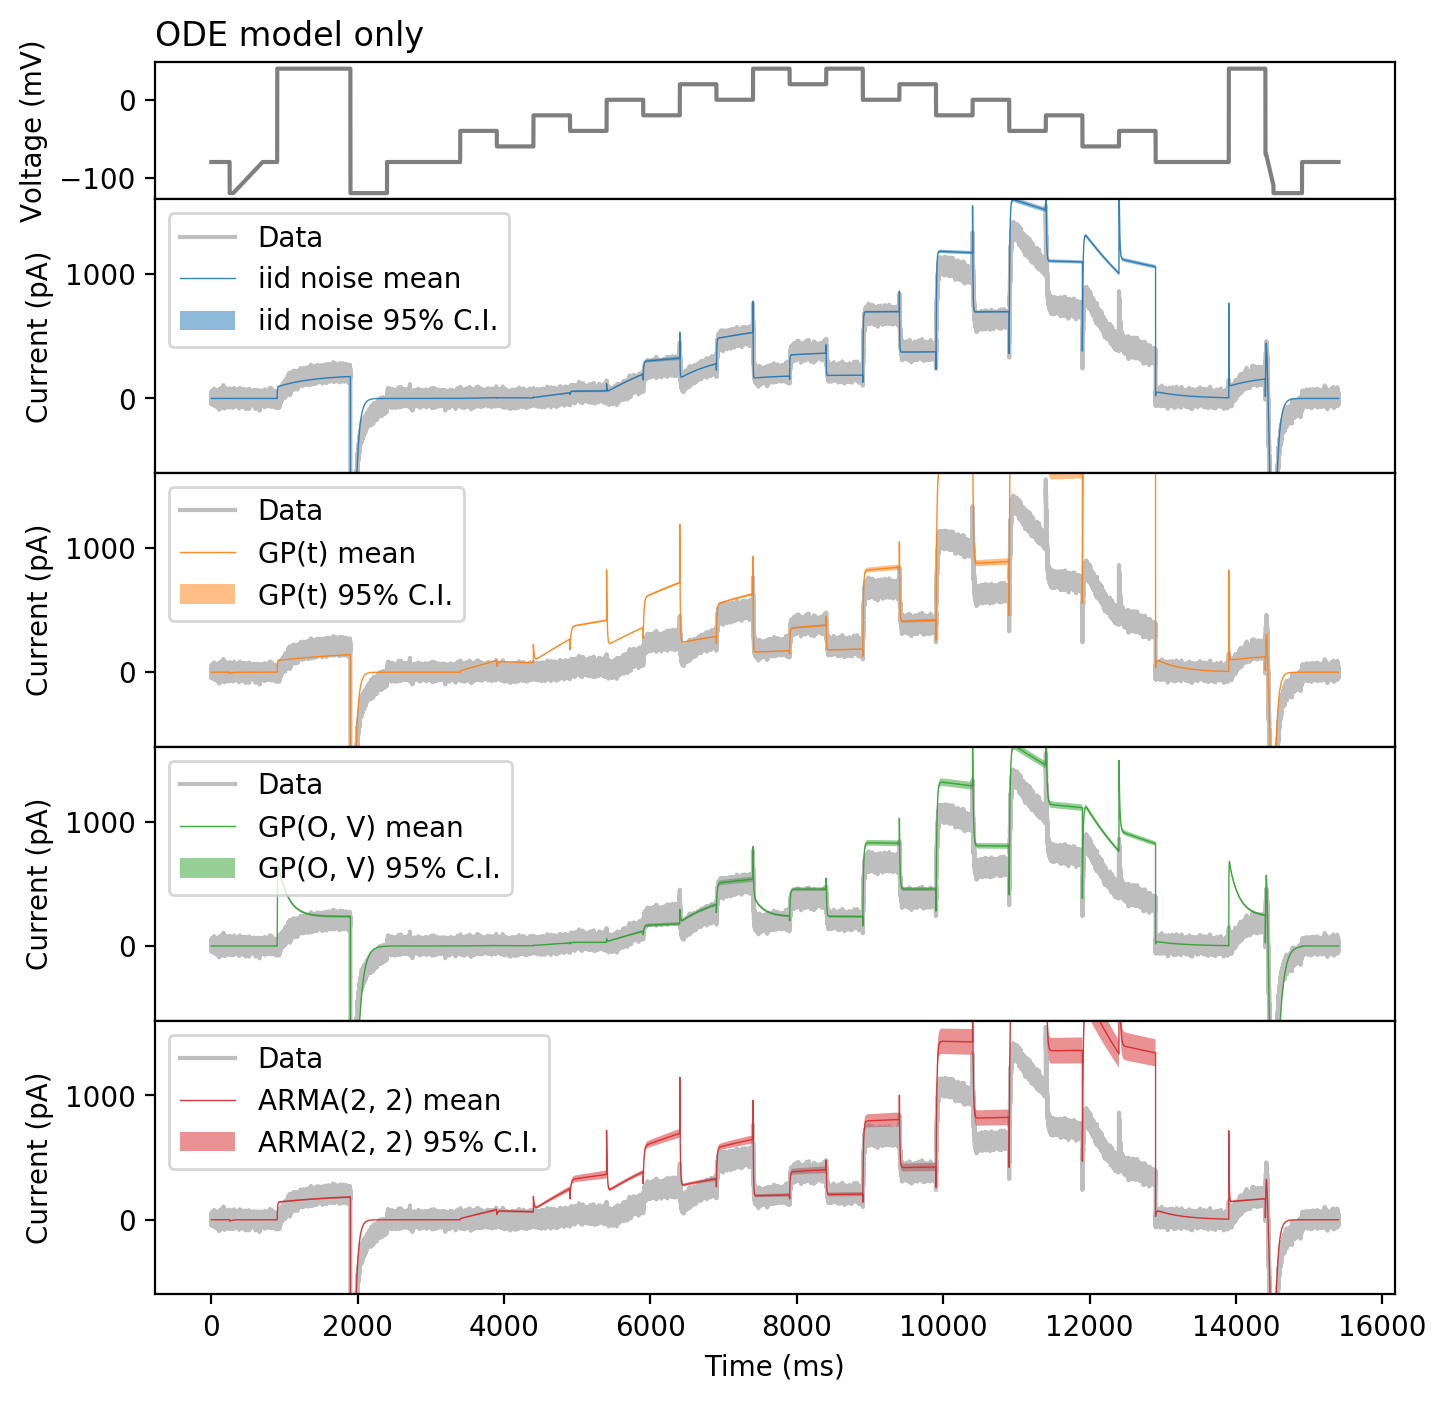 ODE model only
Voltage (mV)
0
−100
Current (pA)
1000
0
Data
iid noise mean
iid noise 95% C.I.
Current (pA)
1000
0
Data
GP(t) mean
GP(t) 95% C.I.
Current (pA)
1000
0
Data
GP(O, V) mean
GP(O, V) 95% C.I.
Current (pA)
1000
0
Data
ARMA(2, 2) mean
ARMA(2, 2) 95% C.I.
0 2000 4000 6000 8000 10000 12000 14000 16000
Time (ms)